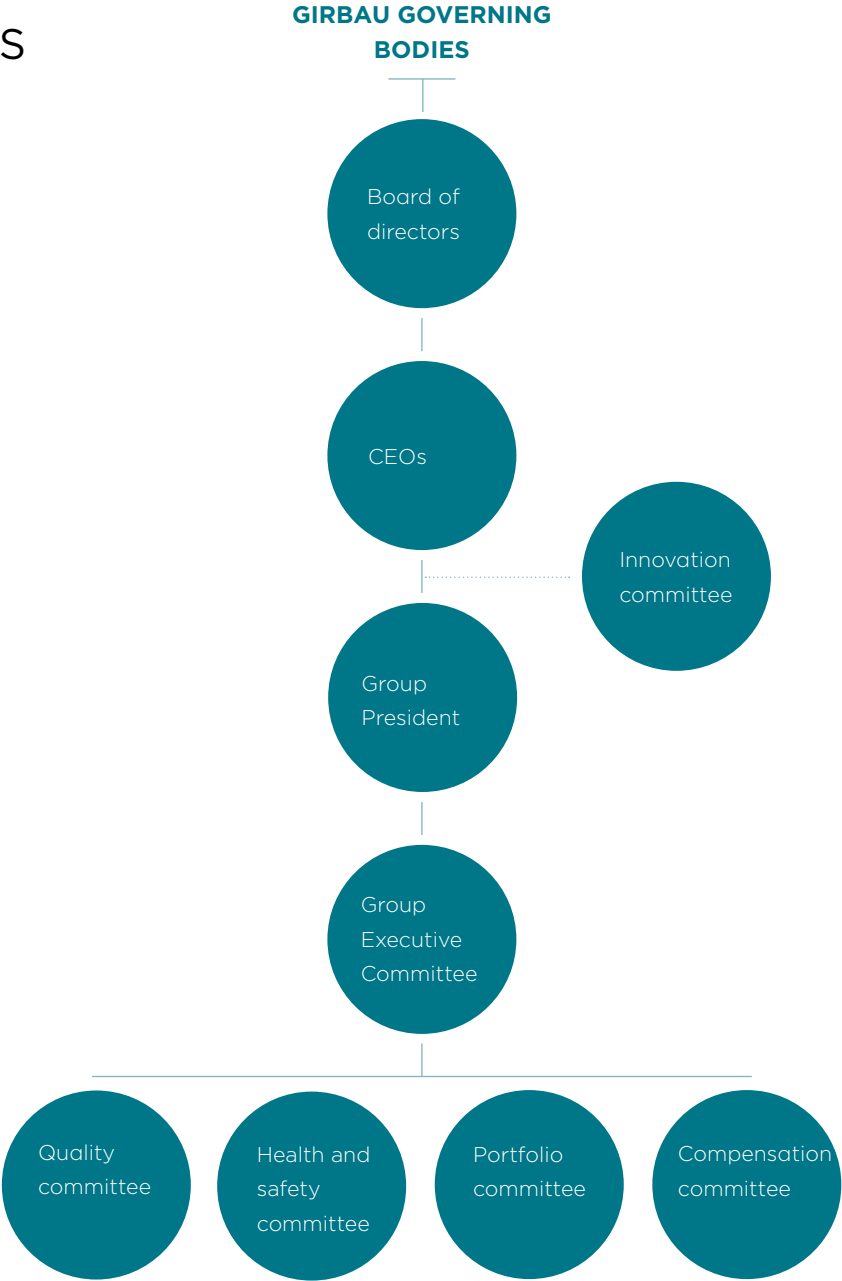 S
GIRBAU GOVERNING
BODIES
Board of
directors
CEOs
Innovation
committee
Group
President
Group
Executive
Committee
Quality
committee
Health and
safety
committee
Portfolio
committee
Compensation
committee